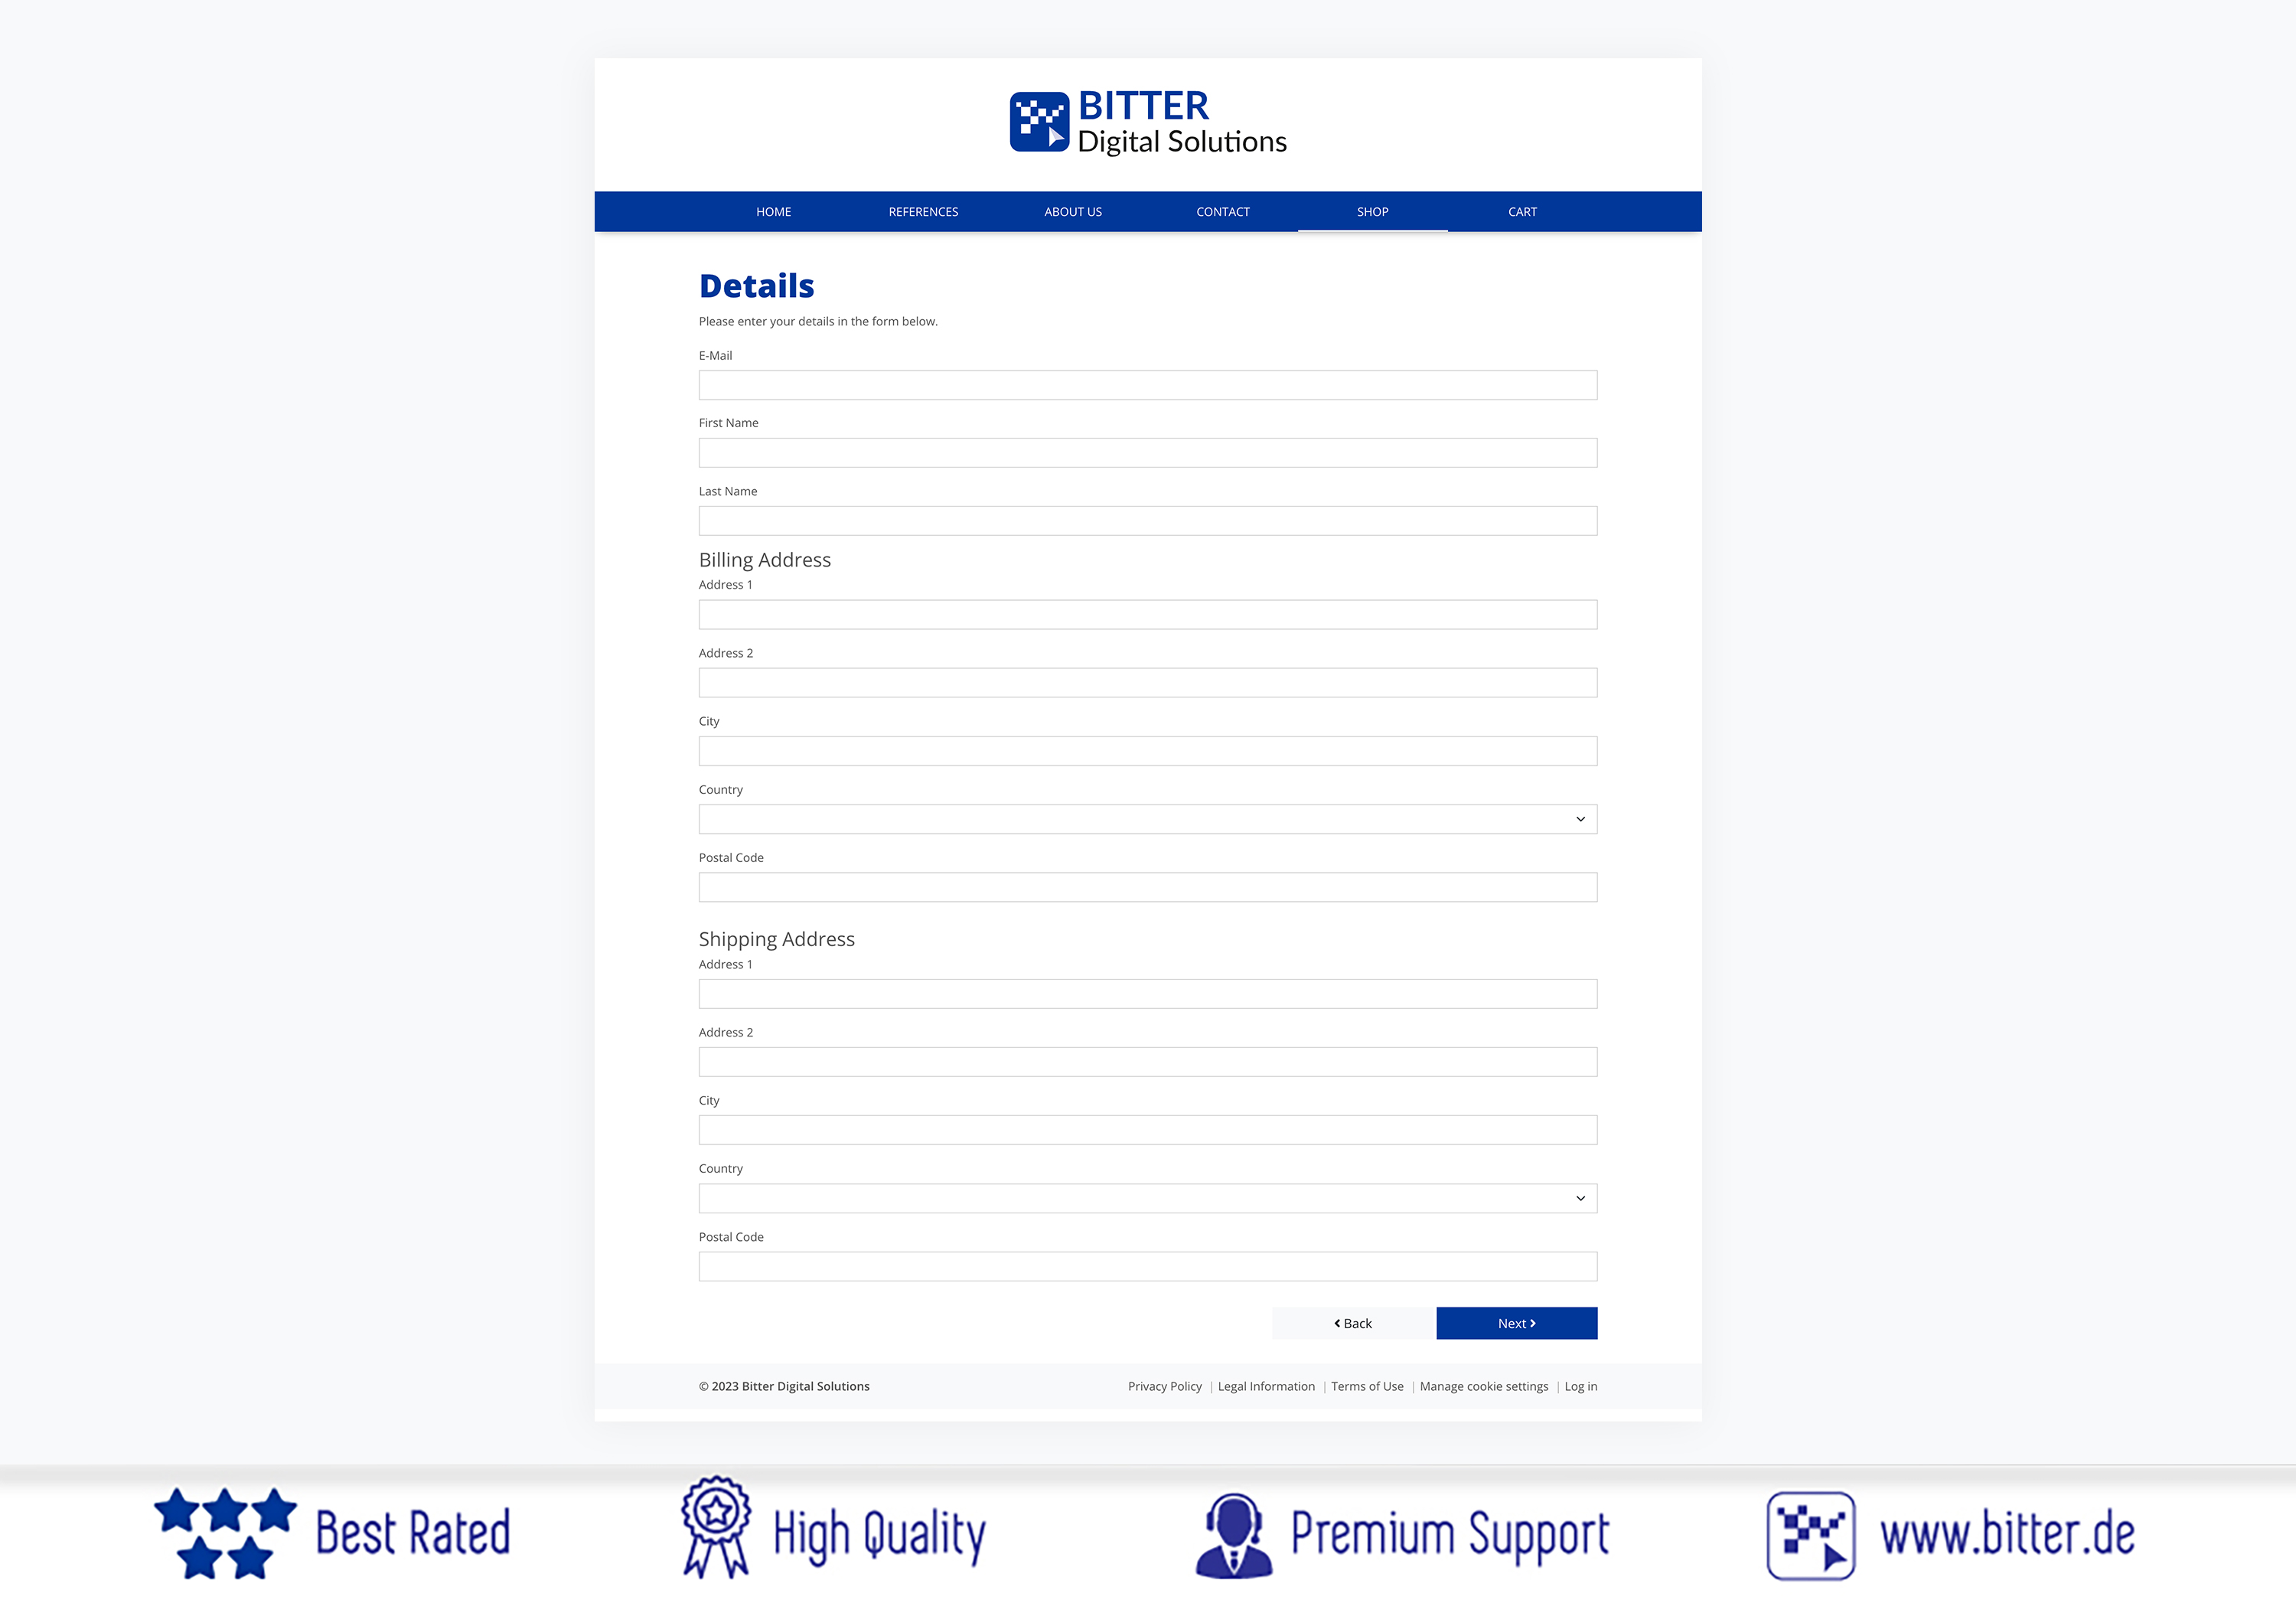 BITTER
Digital Solutions
HOME REFERENCES ABOUT US CONTACT SHOP CART
Details
Please enter your details in the form below.
E-Mail
First Name
Last Name
Billing Address
Address 1
Address 2
City
Country
Postal Code
Shipping Address
Address 1
Address 2
City
Country
Postal Code
Back Next
© 2023 Bitter Digital Solutions Privacy Policy | Legal Information | Terms of Use | Manage cookie settings | Log in
Best Rated High Quality Premium Support www.bitter.de